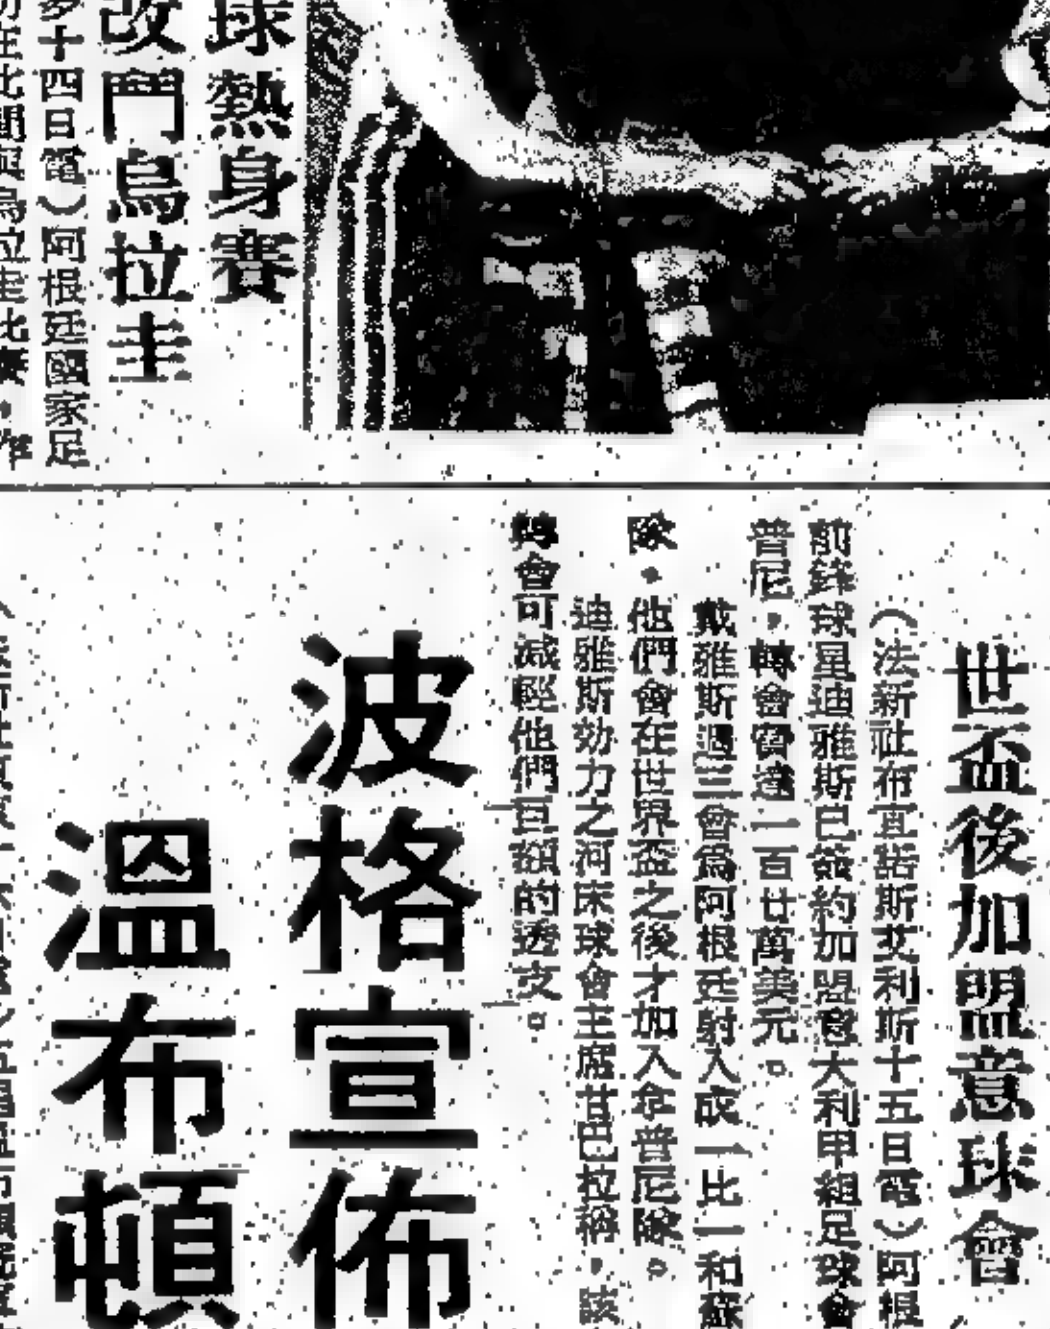 球熱身賽
改鬥烏拉圭
多十四日電）阿根廷國家足
世盃後加盟意球會
（法新社布宜諾斯艾利斯十五日電）阿根
前鋒球星迪雅斯已簽約加盟意大利甲組足球會
普尼，轉會費達一百廿萬美元。
戴雅斯週三會為阿根廷射入成一比一和蘇
隊。他們會在世界盃之後才加入拿普尼隊。
迪雅斯効力之河床球會主席甘巴拉稱，該
轉會可減輕他們巨額的透支。
波格宣佈
溫布頓